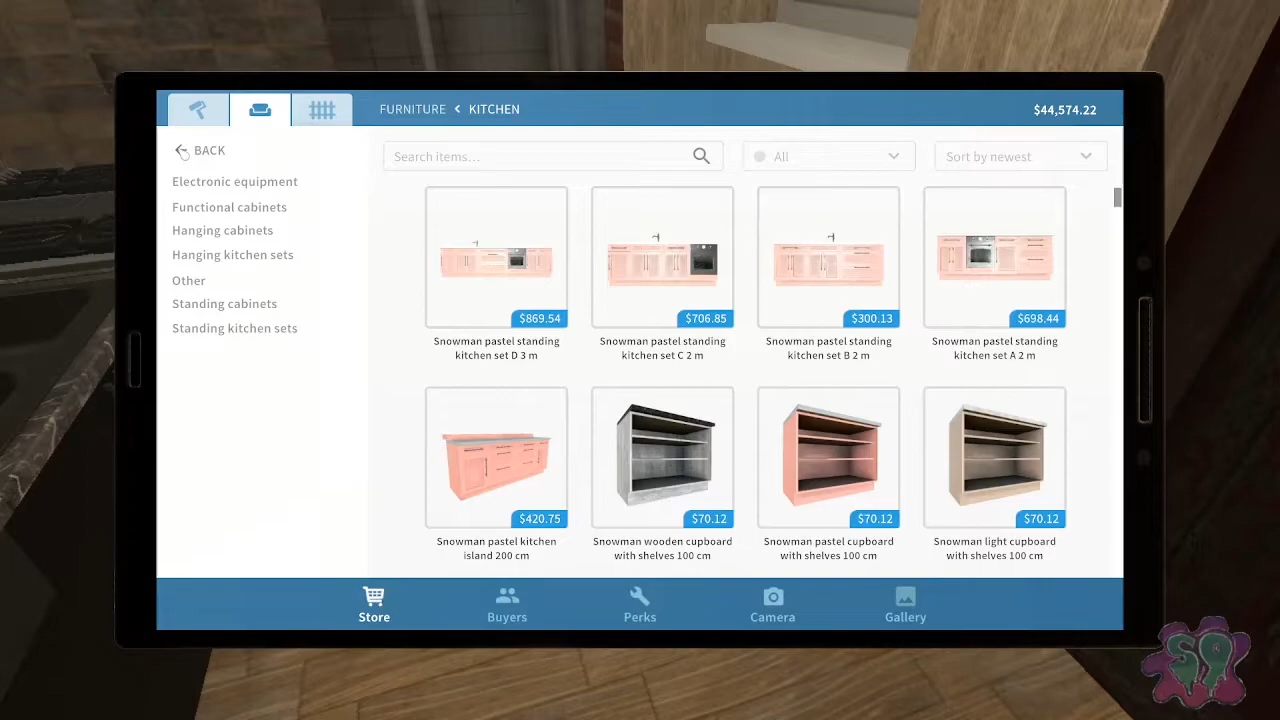 FURNITURE < KITCHEN
$44,574.22
BACK
Search items...
All
Sort by newest
Electronic equipment
Functional cabinets
Hanging cabinets
Hanging kitchen sets
Other
Standing cabinets
Standing kitchen sets
$869.54
$706.85
$300.13
$698.44
Snowman pastel standing
kitchen set D 3 m
Snowman pastel standing
kitchen set C 2 m
Snowman pastel standing
kitchen set B 2 m
Snowman pastel standing
kitchen set A 2 m
$420.75
$70.12
$70.12
$70.12
Snowman pastel kitchen
island 200 cm
Snowman wooden cupboard
with shelves 100 cm
Snowman pastel cupboard
with shelves 100 cm
Snowman light cupboard
with shelves 100 cm
Store
Buyers
Perks
Camera
Gallery
S9